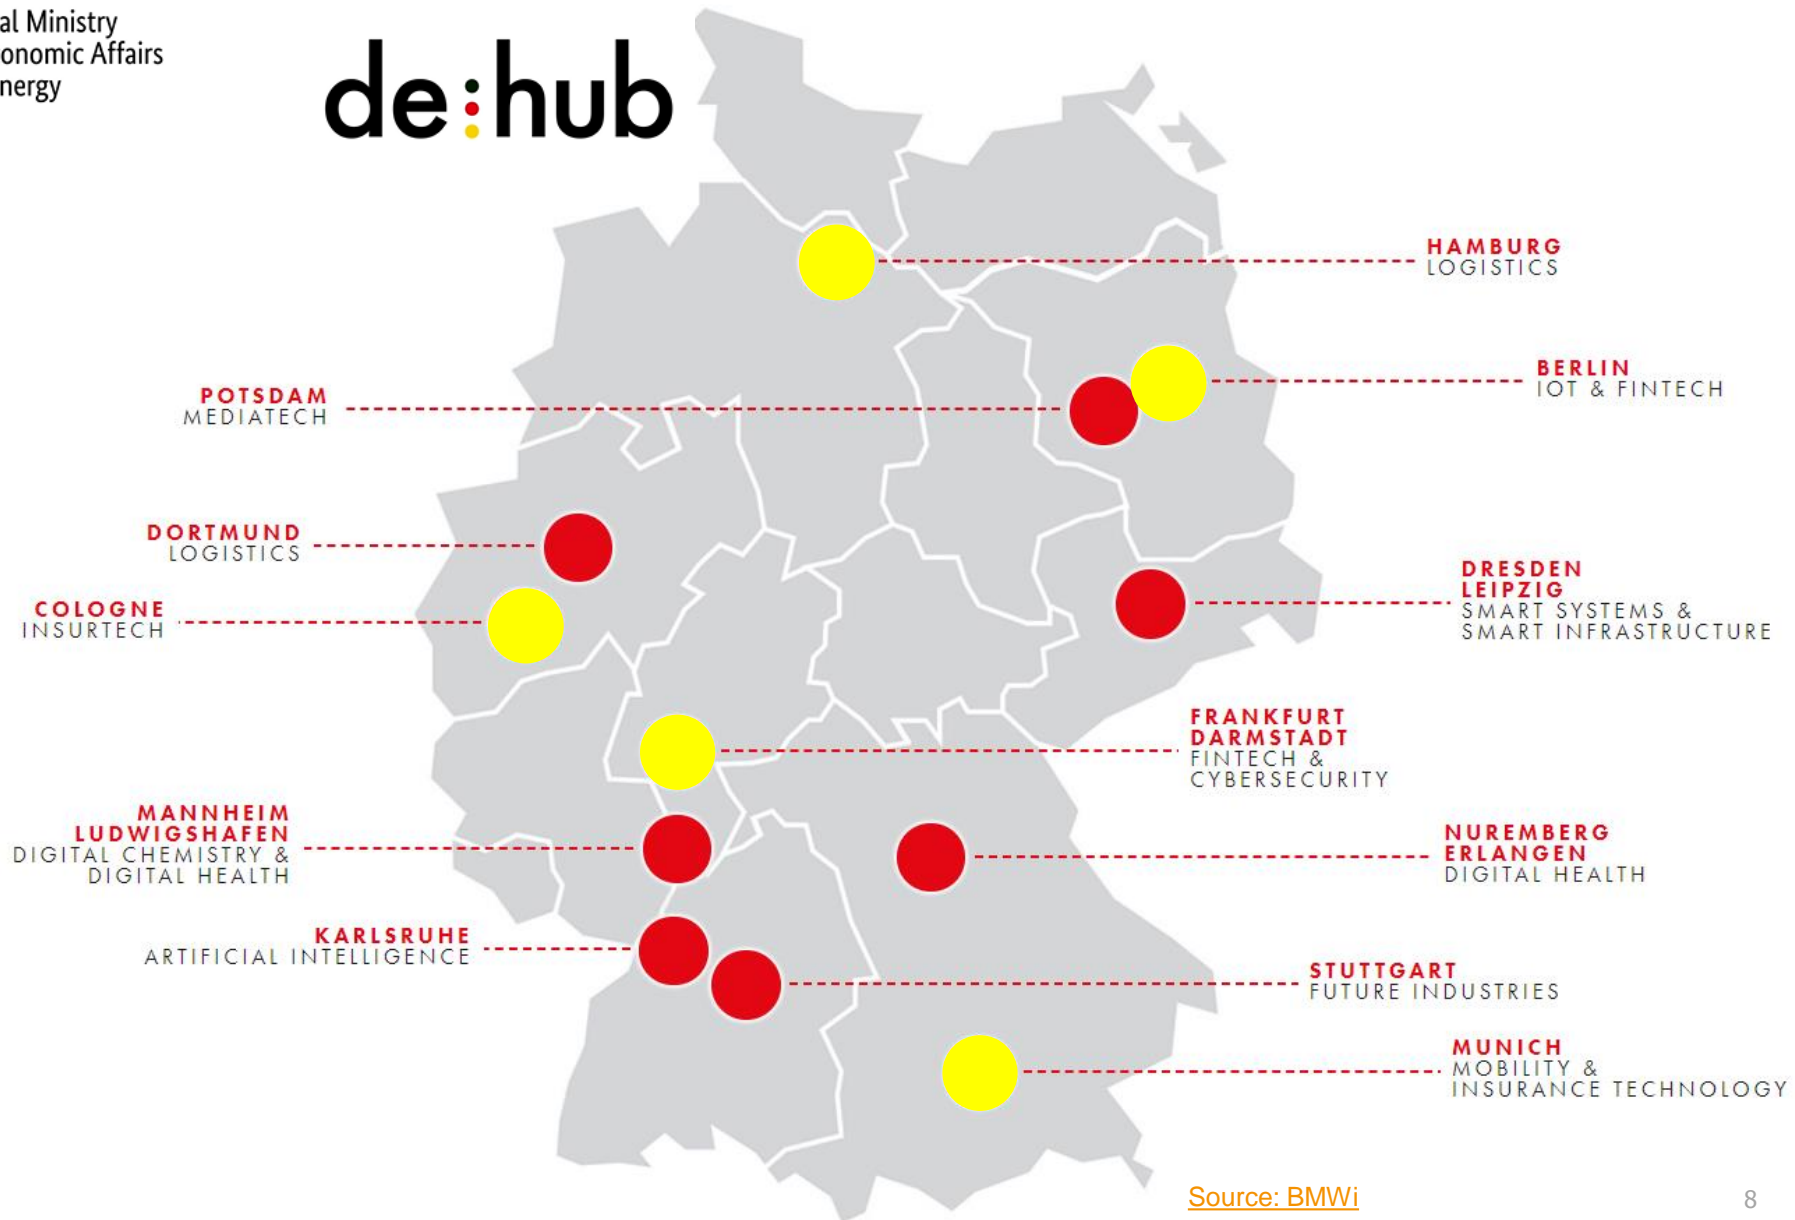 al Ministry
onomic Affairs
nergy
de:hub
HAMBURG
LOGISTICS
BERLIN
IOT & FINTECH
POTSDAM
MEDIATECH
DORTMUND
LOGISTICS
DRESDEN
LEIPZIG
SMART SYSTEMS &
SMART INFRASTRUCTURE
COLOGNE
INSURTECH
FRANKFURT
DARMSTADT
FINTECH &
CYBERSECURITY
MANNHEIM
LUDWIGSHAFEN
DIGITAL CHEMISTRY &
DIGITAL HEALTH
NUREMBERG
ERLANGEN
DIGITAL HEALTH
KARLSRUHE
ARTIFICIAL INTELLIGENCE
STUTTGART
FUTURE INDUSTRIES
MUNICH
MOBILITY &
INSURANCE TECHNOLOGY
Source: BMWi
8